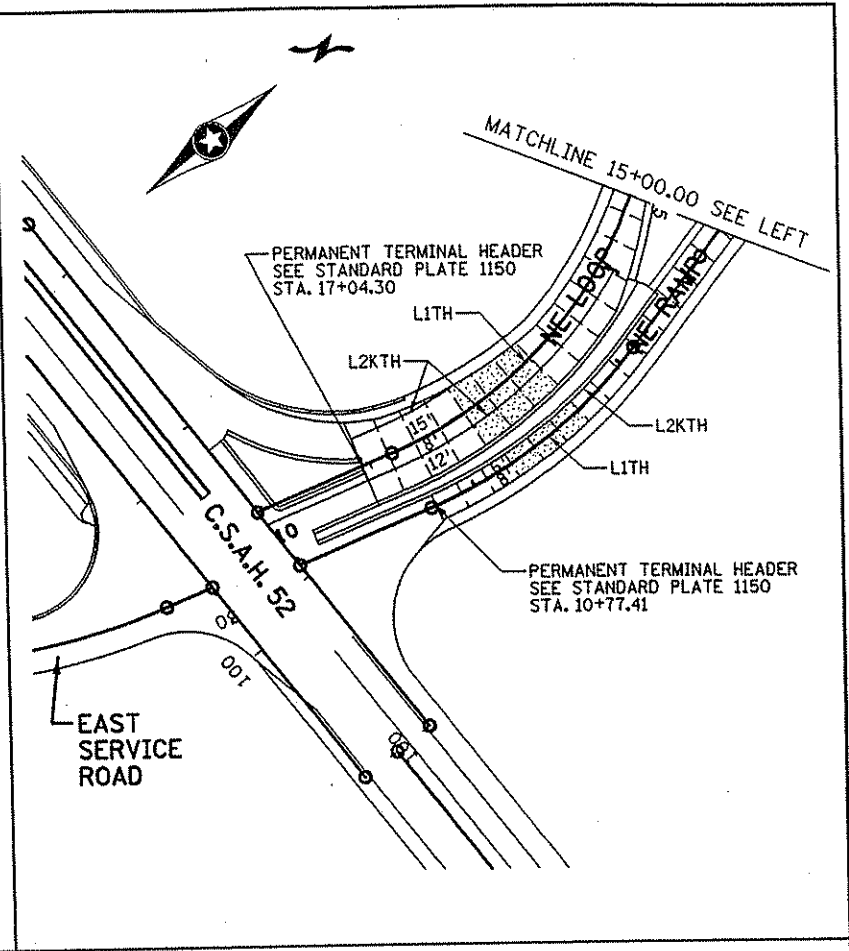 MATCHLINE 15+00.00 SEE LEFT
5
PERMANENT TERMINAL HEADER
SEE STANDARD PLATE 1150
STA. 17+04.30
L1TH
NE LOOP
NE RAMP
L2KTH
15'
8'
12'
L2KTH
L1TH
8'
C.S.A.H. 52
10
PERMANENT TERMINAL HEADER
SEE STANDARD PLATE 1150
STA. 10+77.41
100
EAST
SERVICE
ROAD